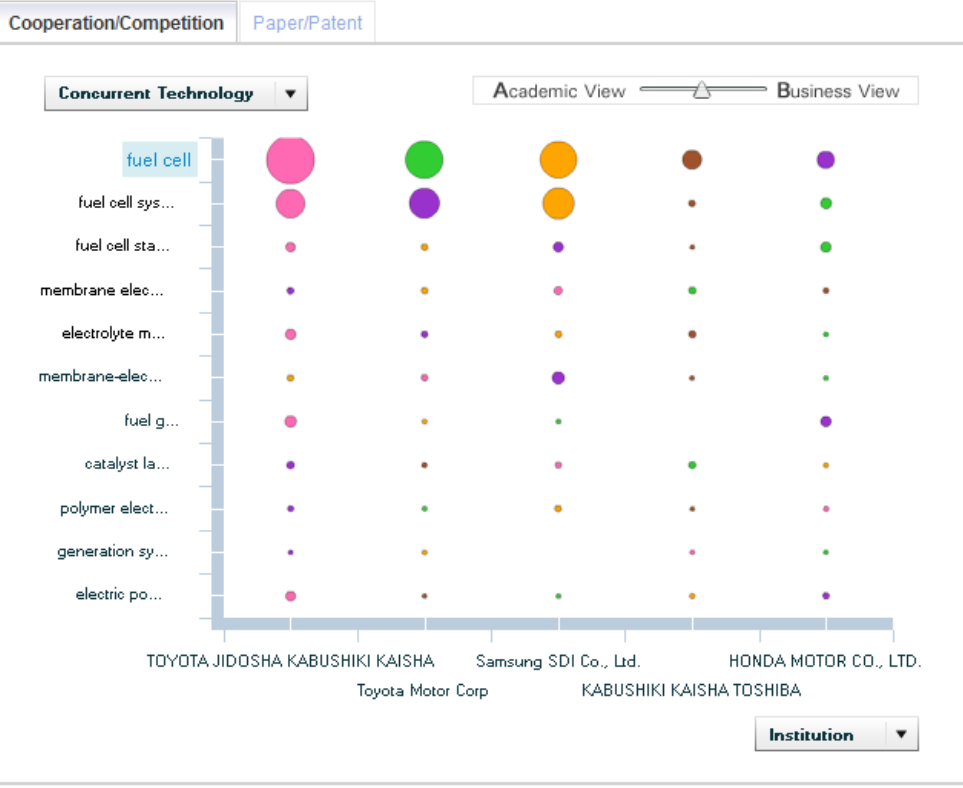 Cooperation/Competition Paper/Patent
Concurrent Technology
Academic View Business View
fuel cell
fuel cell sys...
fuel cell sta...
membrane elec...
electrolyte m...
membrane-elec...
fuel g...
catalyst la...
polymer elect...
generation sy...
electric po...
TOYOTA JIDOSHA KABUSHIKI KAISHA Samsung SDI Co., Ltd. HONDA MOTOR CO., LTD.
Toyota Motor Corp KABUSHIKI KAISHA TOSHIBA
Institution